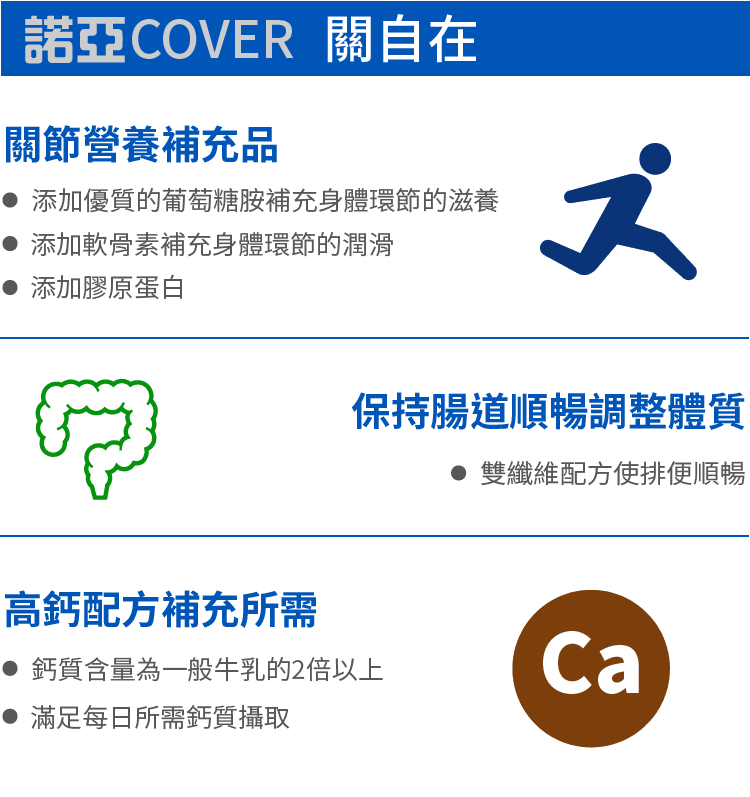 諾亞COVER 關自在
關節營養補充品
● 添加優質的葡萄糖胺補充身體環節的滋養
● 添加軟骨素補充身體環節的潤滑
● 添加膠原蛋白
保持腸道順暢調整體質
● 雙纖維配方使排便順暢
高鈣配方補充所需
● 鈣質含量為一般牛乳的2倍以上
● 滿足每日所需鈣質攝取
Ca